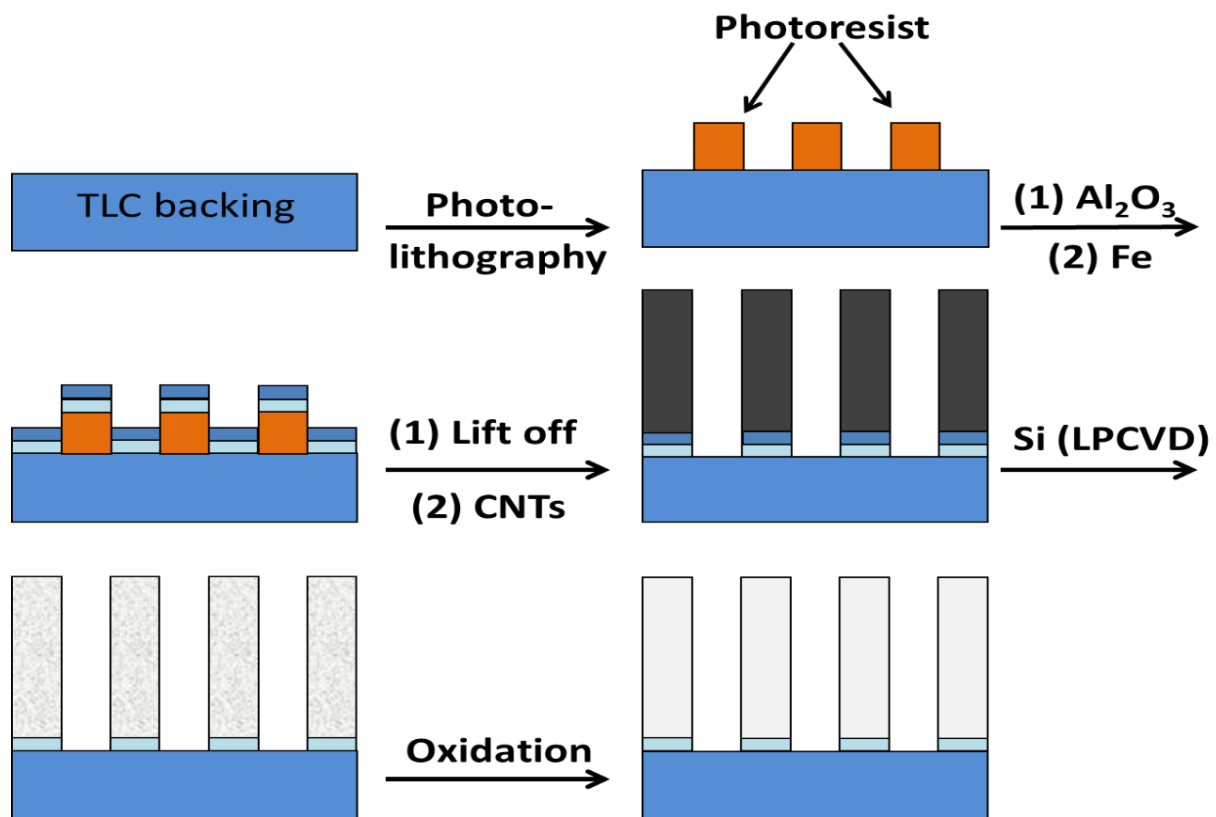 Photoresist
TLC backing
Photo-
lithography
(1) Al₂O₃
(2) Fe
(1) Lift off
(2) CNTs
Si (LPCVD)
Oxidation